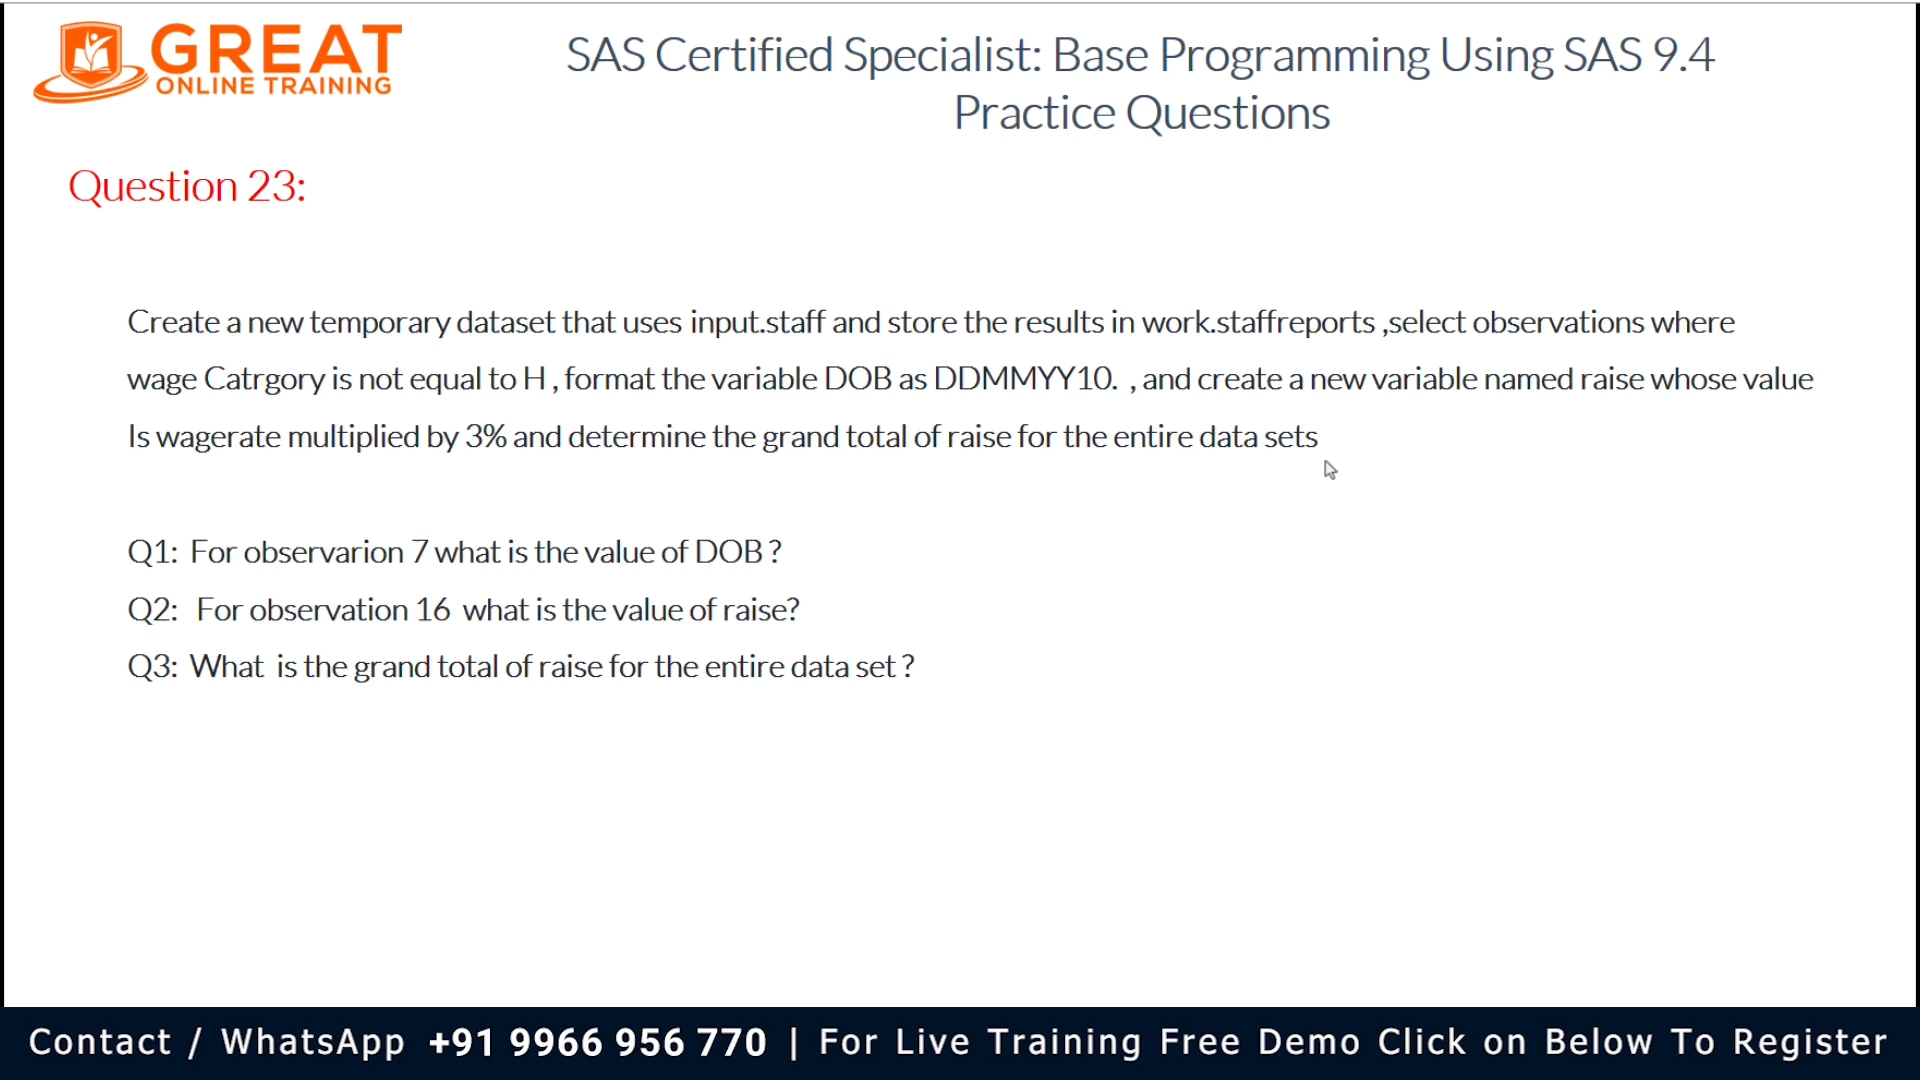 GREAT
ONLINE TRAINING
SAS Certified Specialist: Base Programming Using SAS 9.4
Practice Questions
Question 23:
Create a new temporary dataset that uses input.staff and store the results in work.staffreports ,select observations where
wage Catrgory is not equal to H , format the variable DOB as DDMMYY10. , and create a new variable named raise whose value
Is wagerate multiplied by 3% and determine the grand total of raise for the entire data sets
Q1: For observarion 7 what is the value of DOB ?
Q2: For observation 16 what is the value of raise?
Q3: What is the grand total of raise for the entire data set ?
Contact / WhatsApp +91 9966 956 770 | For Live Training Free Demo Click on Below To Register